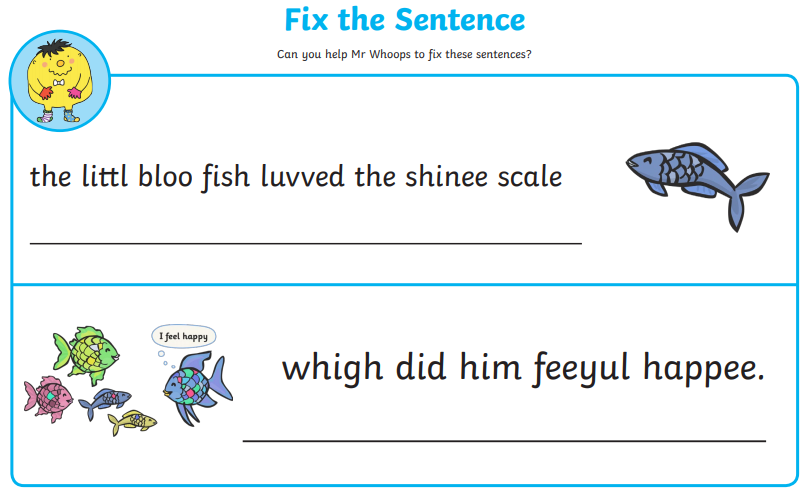 Fix the Sentence
Can you help Mr Whoops to fix these sentences?
the littl bloo fish luvved the shinee scale
I feel happy
whigh did him feeyul happee.